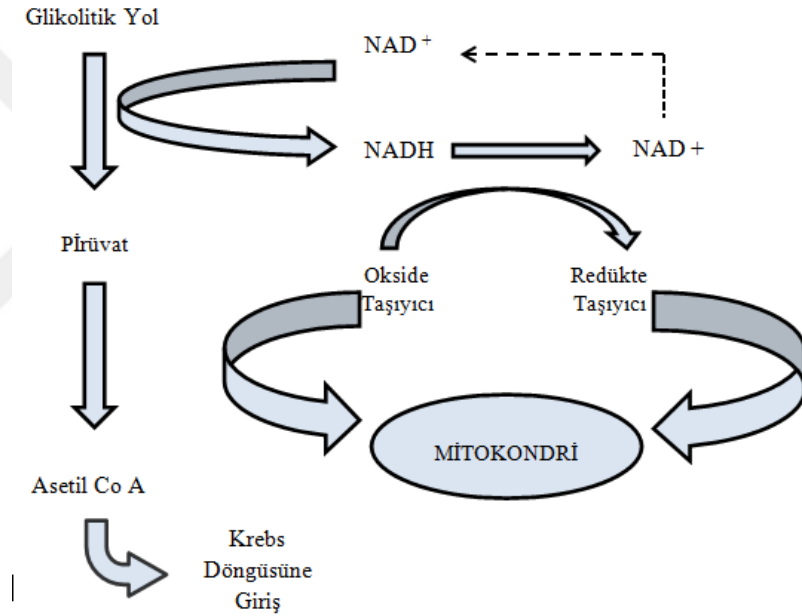 Glikolitik Yol
NAD +
NADH
NAD +
Pİrüvat
Okside
Taşıyıcı
Redükte
Taşıyıcı
MİTOKONDRİ
Asetil Co A
Krebs
Döngüsüne
Giriş